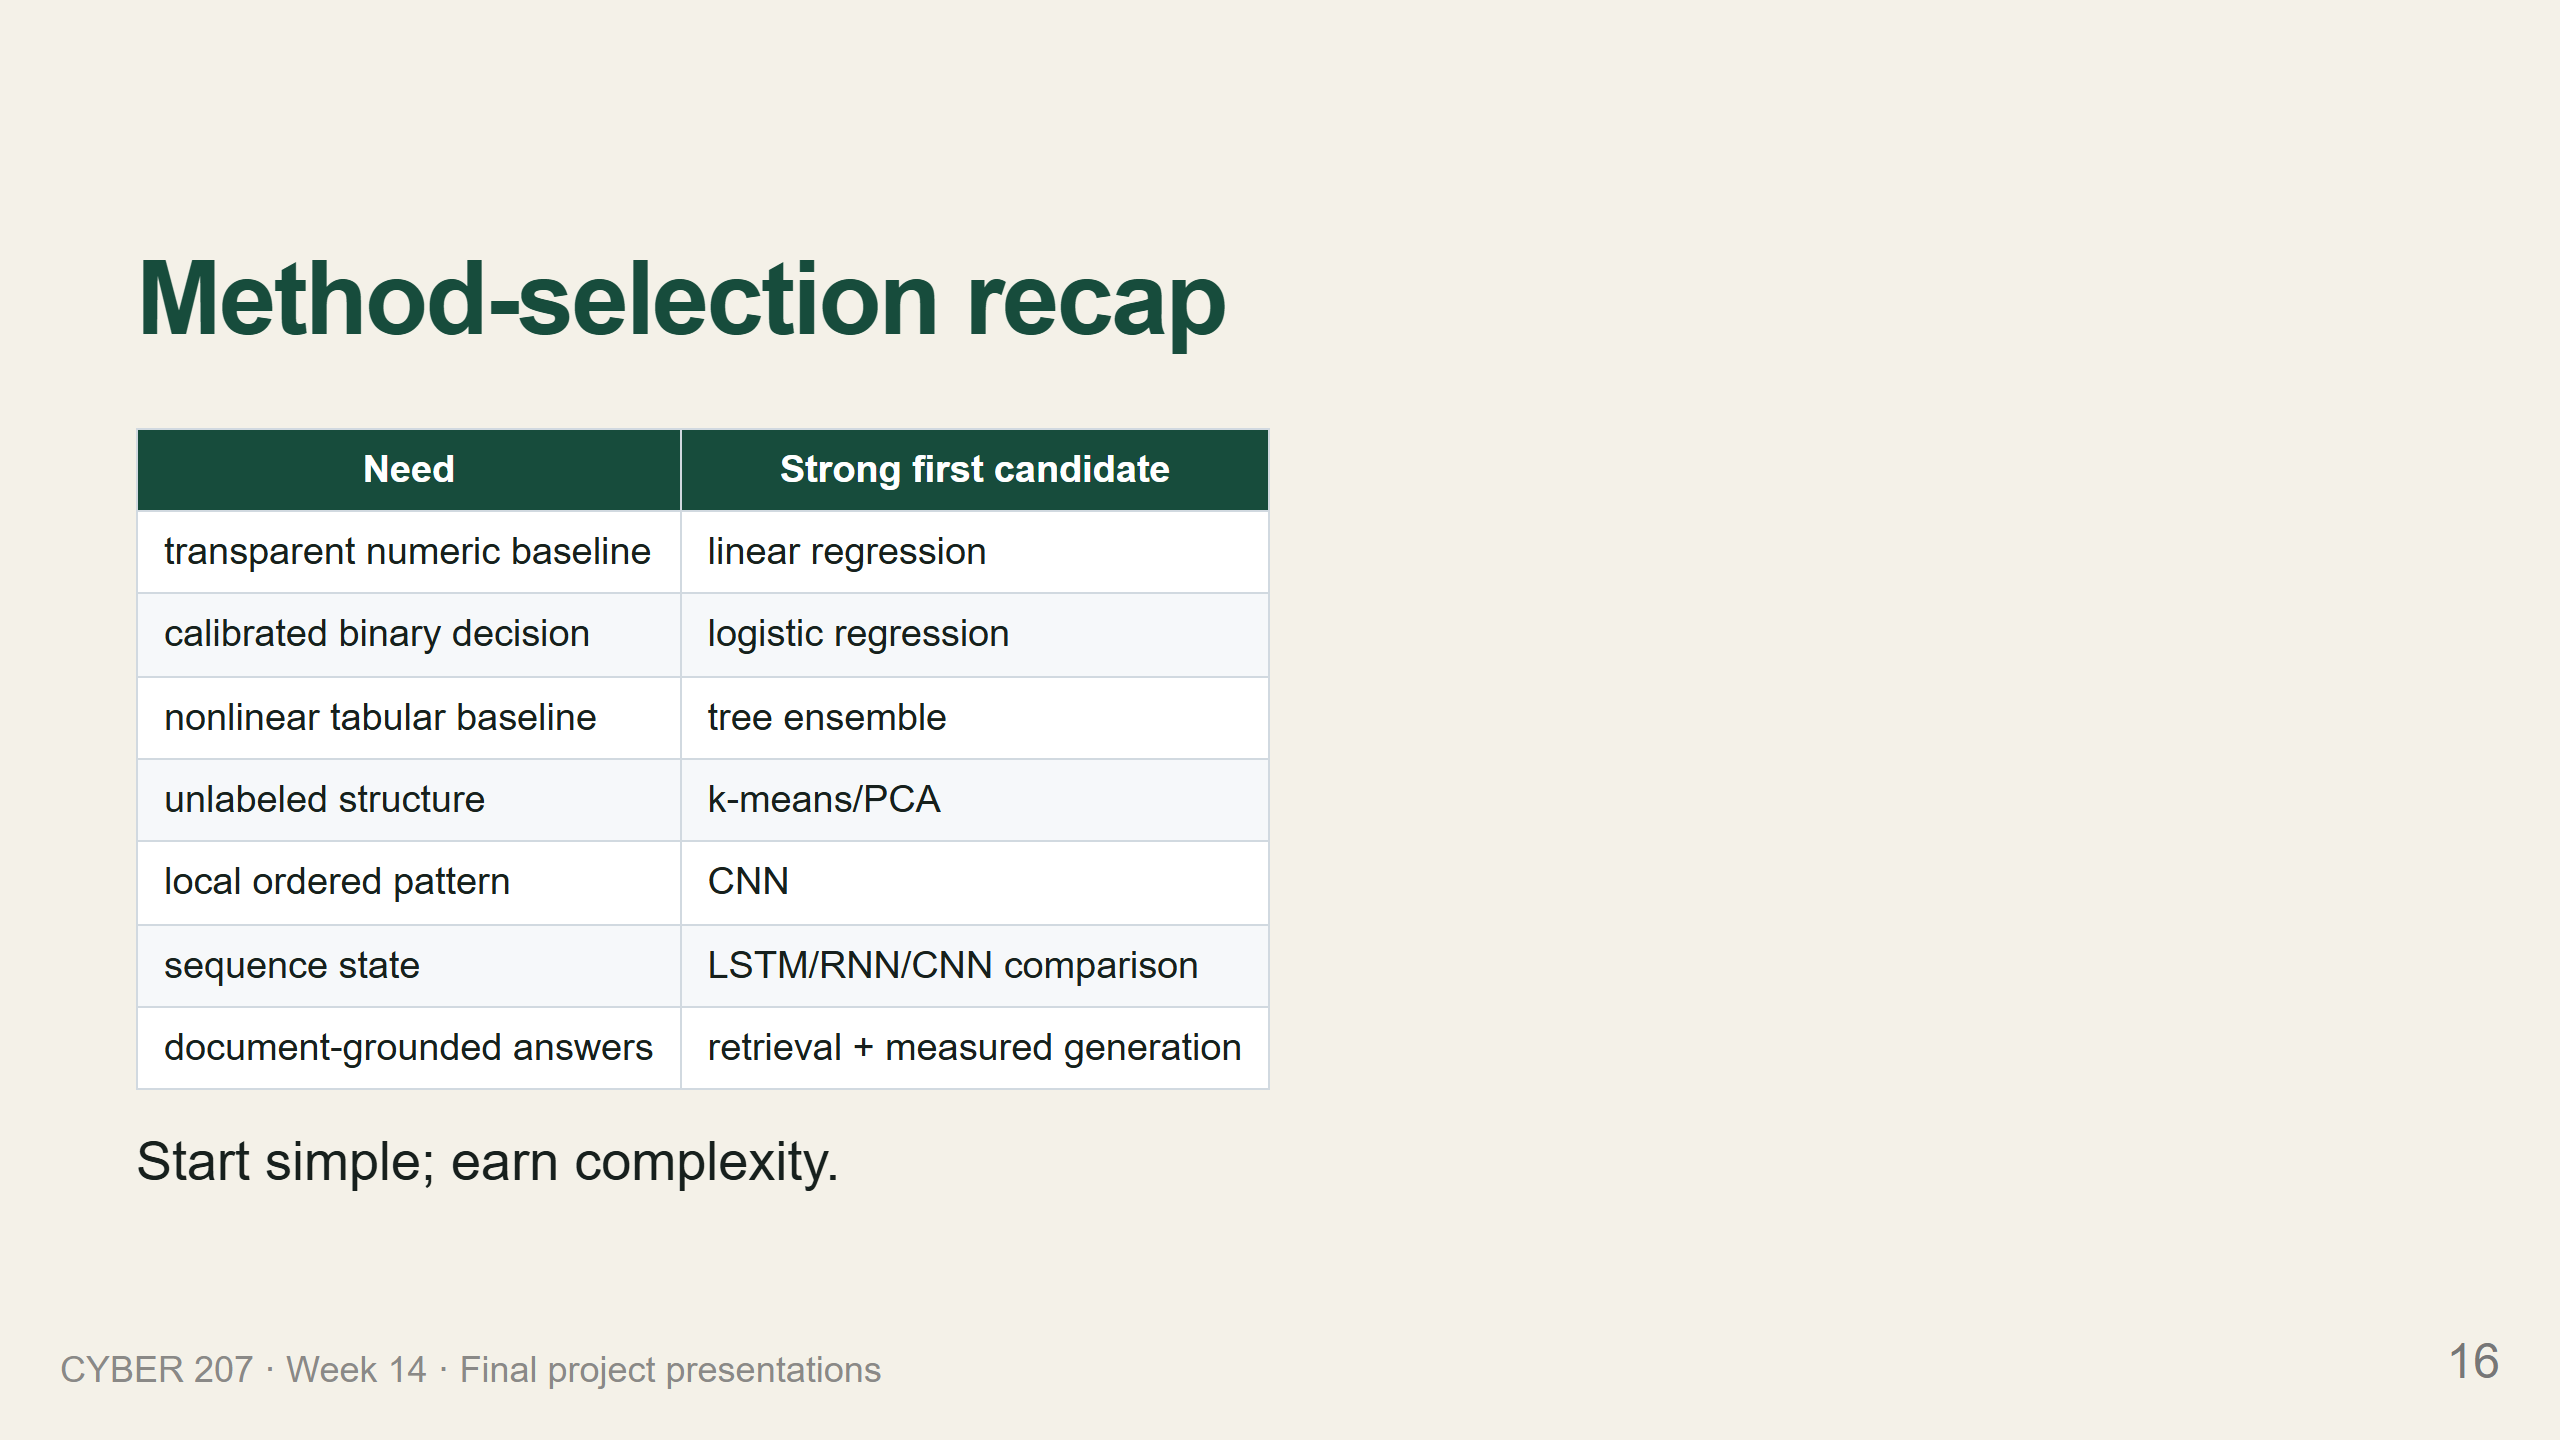 Method-selection recap
Need | Strong first candidate
transparent numeric baseline | linear regression
calibrated binary decision | logistic regression
nonlinear tabular baseline | tree ensemble
unlabeled structure | k-means/PCA
local ordered pattern | CNN
sequence state | LSTM/RNN/CNN comparison
document-grounded answers | retrieval + measured generation
Start simple; earn complexity.
CYBER 207 · Week 14 · Final project presentations
16